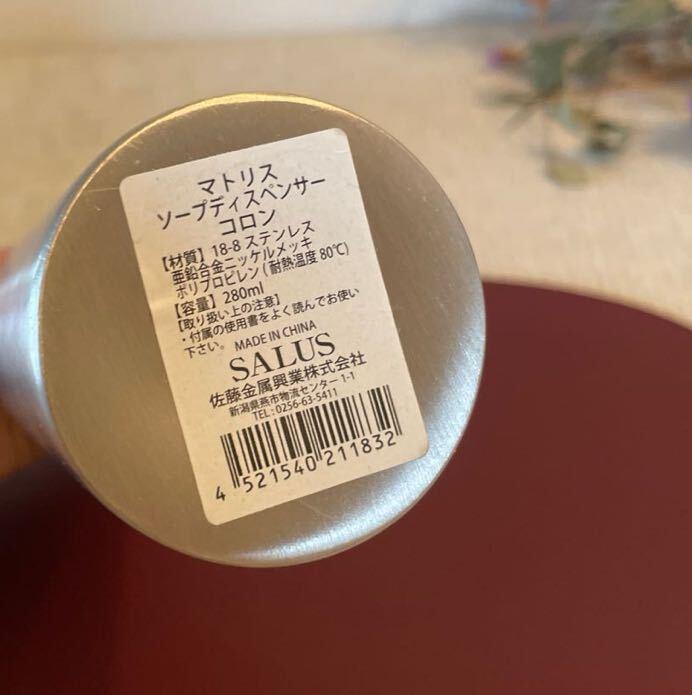 マトリス
ソープディスペンサー
コロン
【材質】18-8 ステンレス
亜鉛合金ニッケルメッキ
ポリプロピレン(耐熱温度80℃)
【容量】280ml
【取り扱い上の注意】
・付属の使用書をよく読んでお使い
下さい。 MADE IN CHINA
SALUS
佐藤金属興業株式会社
新潟県燕市物流センター 1-1
TEL : 0256-63-5411
4 521540 211832